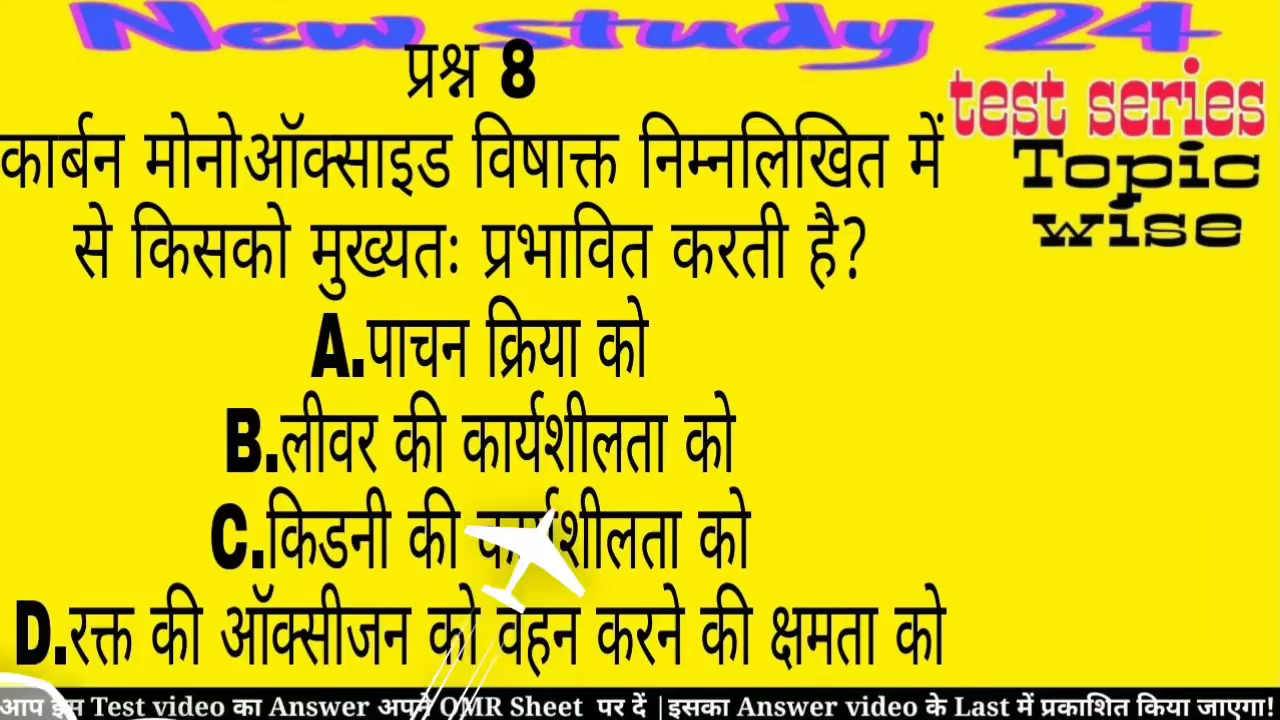 New study 24
test series
Topic
wise
प्रश्न 8
कार्बन मोनोऑक्साइड विषाक्त निम्नलिखित में
से किसको मुख्यतः प्रभावित करती है?
A.पाचन क्रिया को
B.लीवर की कार्यशीलता को
C.किडनी की कार्यशीलता को
D.रक्त की ऑक्सीजन को वहन करने की क्षमता को
आप इस Test video का Answer अपने OMR Sheet पर दें |इसका Answer video के Last में प्रकाशित किया जाएगा!